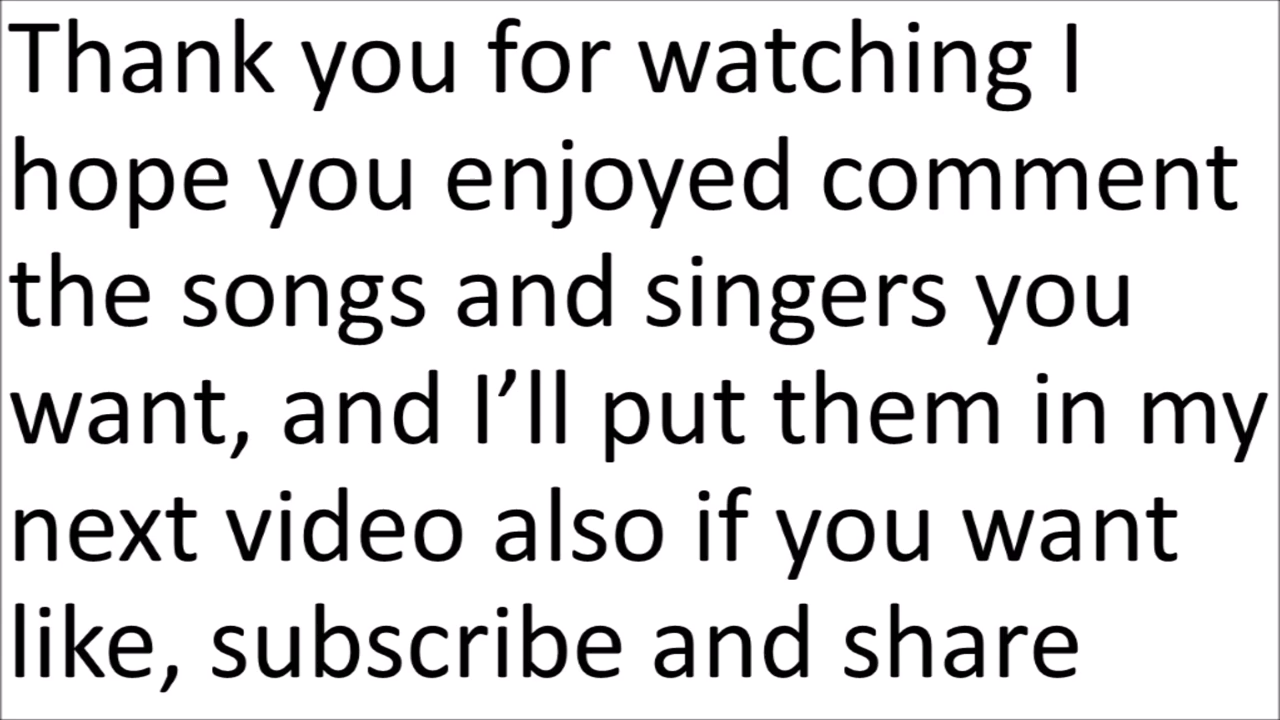 Thank you for watching I
hope you enjoyed comment
the songs and singers you
want, and I’ll put them in my
next video also if you want
like, subscribe and share